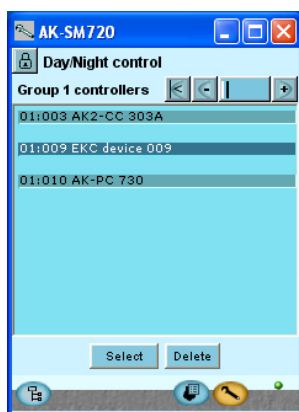 AK-SM720
Day/Night control
Group 1 controllers
01:003 AK2-CC 303A
01:009 EKC device 009
01:010 AK-PC 730
Select Delete